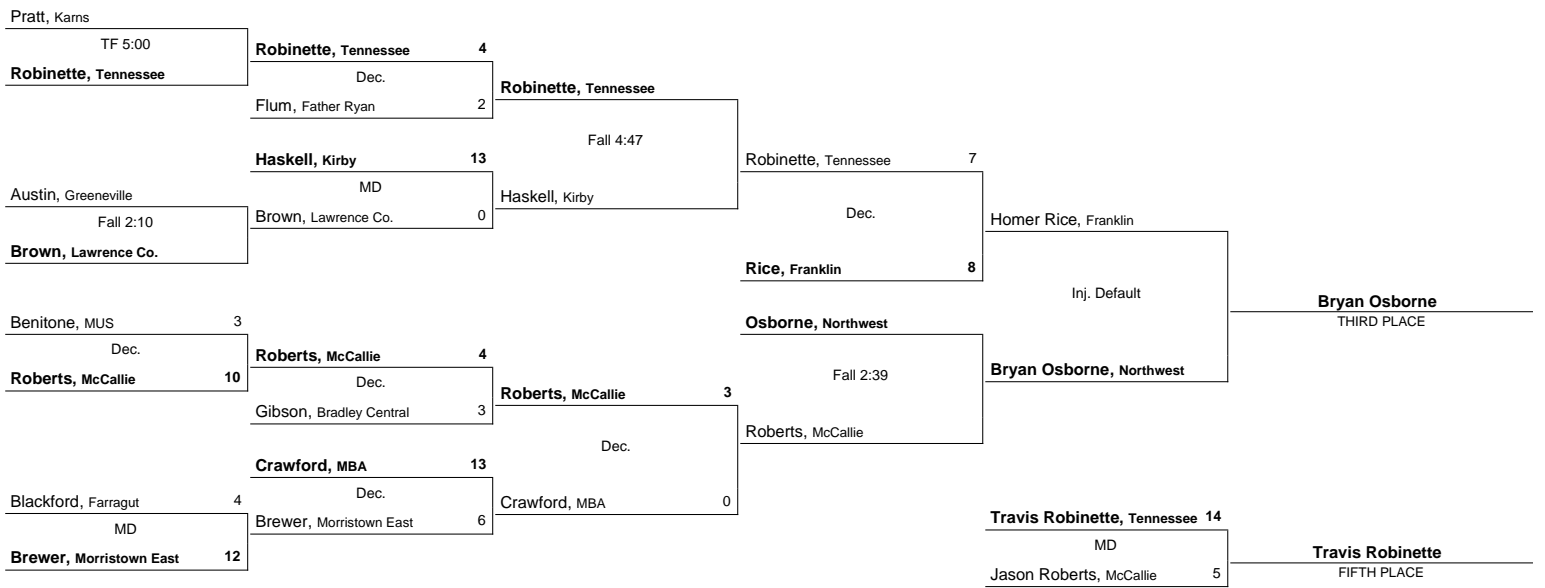 Pratt, Karns
TF 5:00
Robinette, Tennessee
Austin, Greeneville
Fall 2:10
Brown, Lawrence Co.
Benitone, MUS 3
Dec.
Roberts, McCallie 10
Blackford, Farragut 4
MD
Brewer, Morristown East 12
Robinette, Tennessee 4
Dec.
Flum, Father Ryan 2
Haskell, Kirby 13
MD
Brown, Lawrence Co. 0
Roberts, McCallie 4
Dec.
Gibson, Bradley Central 3
Crawford, MBA 13
Dec.
Brewer, Morristown East 6
Robinette, Tennessee
Fall 4:47
Haskell, Kirby
Roberts, McCallie 3
Dec.
Crawford, MBA 0
Robinette, Tennessee 7
Dec.
Rice, Franklin 8
Osborne, Northwest
Fall 2:39
Roberts, McCallie
Homer Rice, Franklin
Inj. Default
Bryan Osborne, Northwest
Bryan Osborne
THIRD PLACE
Travis Robinette, Tennessee 14
MD
Jason Roberts, McCallie 5
Travis Robinette
FIFTH PLACE